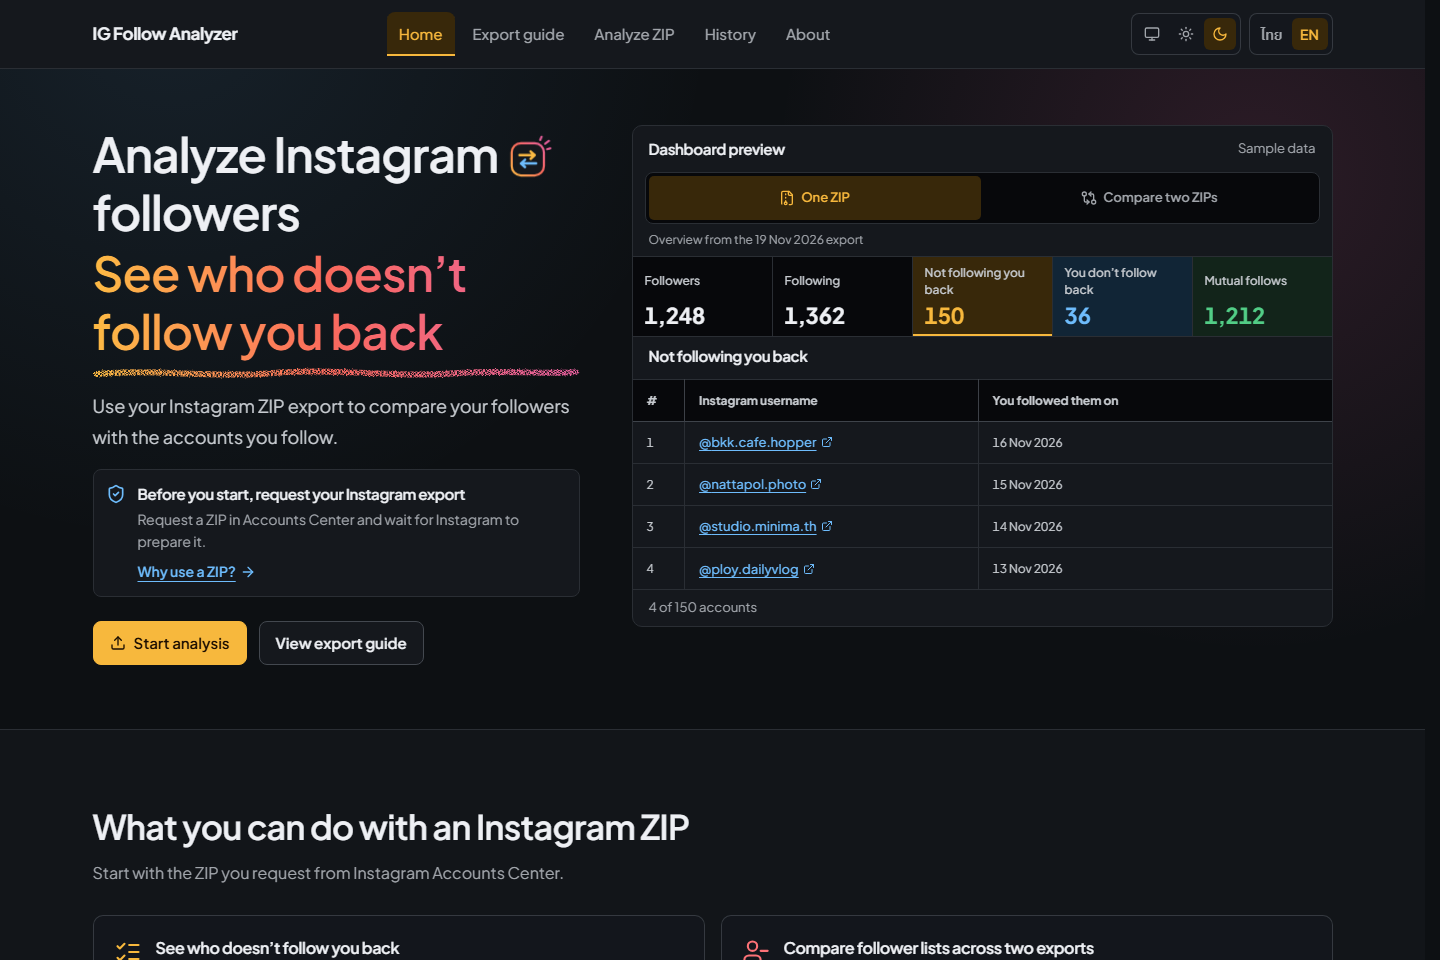 IG Follow Analyzer
Home
Export guide
Analyze ZIP
History
About
ไทย
EN
Analyze Instagram
followers
See who doesn’t
follow you back
Use your Instagram ZIP export to compare your followers
with the accounts you follow.
Before you start, request your Instagram export
Request a ZIP in Accounts Center and wait for Instagram to
prepare it.
Why use a ZIP?
Start analysis
View export guide
Dashboard preview
Sample data
One ZIP
Compare two ZIPs
Overview from the 19 Nov 2026 export
Followers
1,248
Following
1,362
Not following you
back
150
You don’t follow
back
36
Mutual follows
1,212
Not following you back
# Instagram username You followed them on
1 @bkk.cafe.hopper 16 Nov 2026
2 @nattapol.photo 15 Nov 2026
3 @studio.minima.th 14 Nov 2026
4 @ploy.dailyvlog 13 Nov 2026
4 of 150 accounts
What you can do with an Instagram ZIP
Start with the ZIP you request from Instagram Accounts Center.
See who doesn’t follow you back
Compare follower lists across two exports